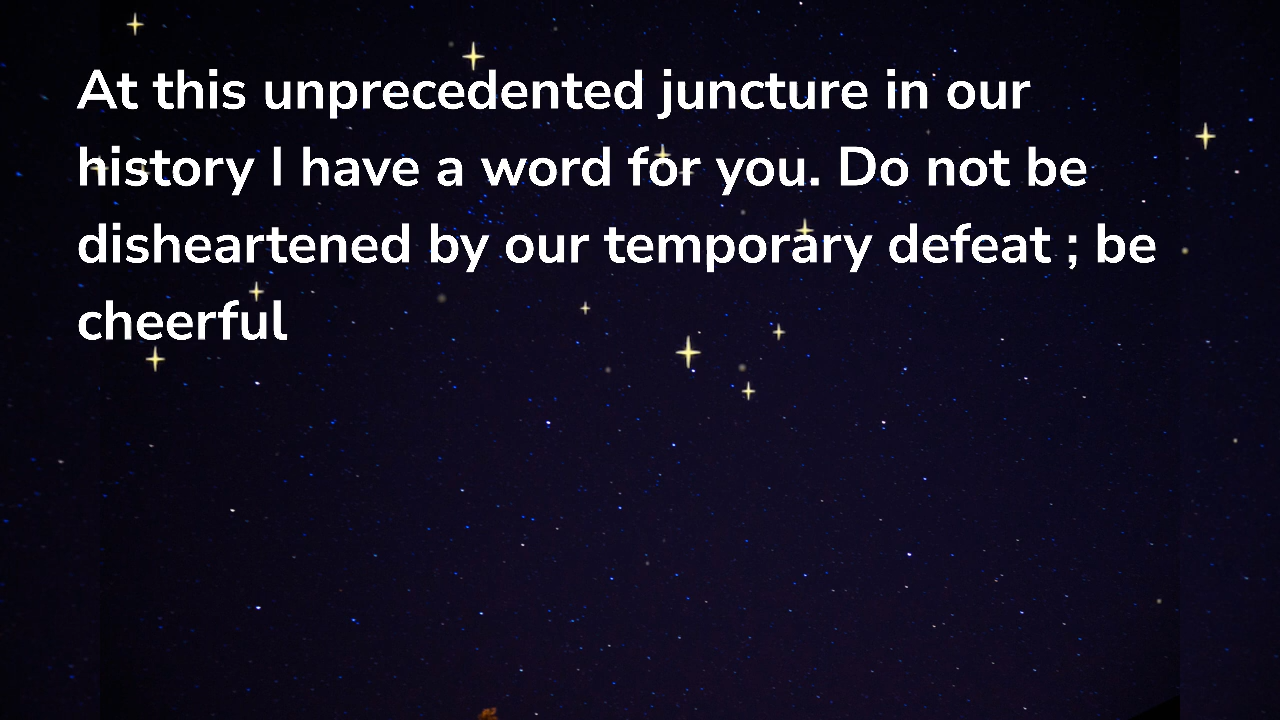 At this unprecedented juncture in our
history I have a word for you. Do not be
disheartened by our temporary defeat ; be
cheerful